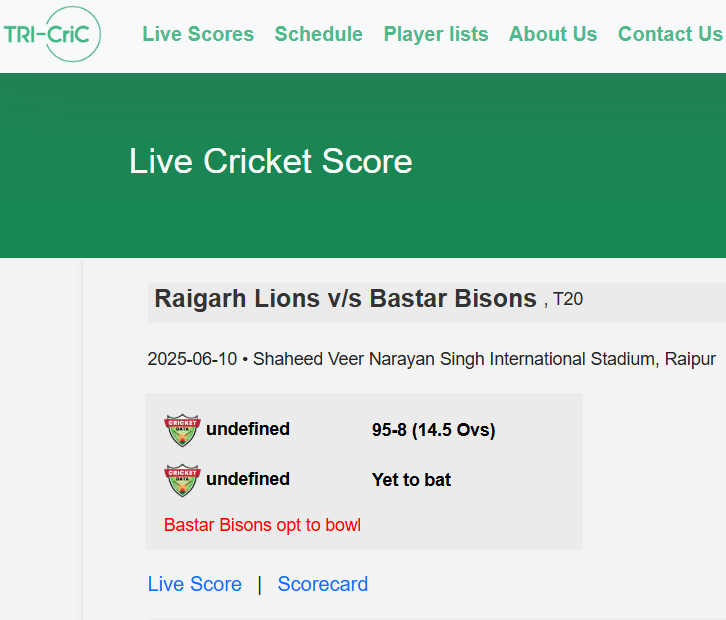 TRI-CriC Live Scores Schedule Player lists About Us Contact Us
Live Cricket Score
Raigarh Lions v/s Bastar Bisons , T20
2025-06-10 • Shaheed Veer Narayan Singh International Stadium, Raipur
CRICKET DATA undefined 95-8 (14.5 Ovs)
CRICKET DATA undefined Yet to bat
Bastar Bisons opt to bowl
Live Score | Scorecard